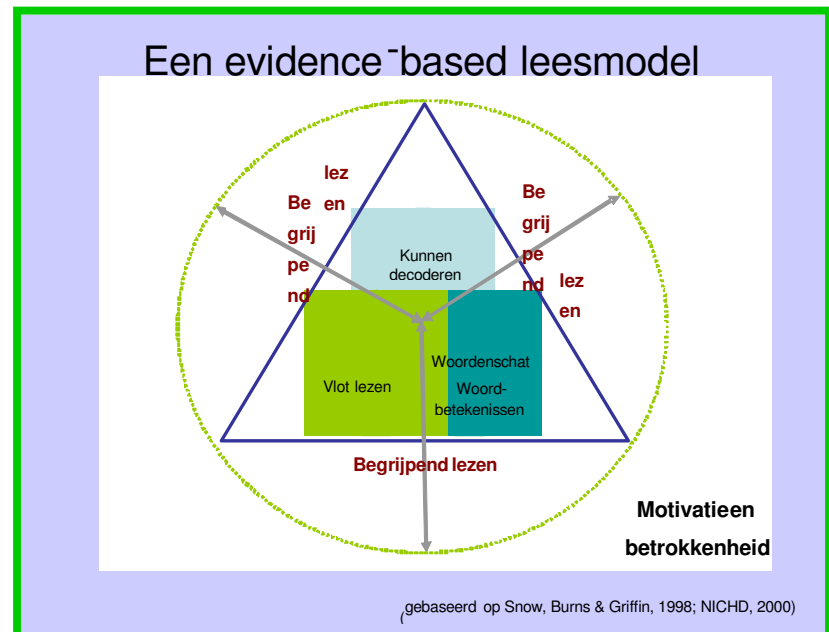 Een evidence-based leesmodel
lez
en
Be
grij
pe
nd
Be
grij
pe
nd
lez
en
Kunnen
decoderen
Vlot lezen
Woordenschat
Woord-
betekenissen
Begrijpend lezen
Motivatieen
betrokkenheid
(gebaseerd op Snow, Burns & Griffin, 1998; NICHD, 2000)